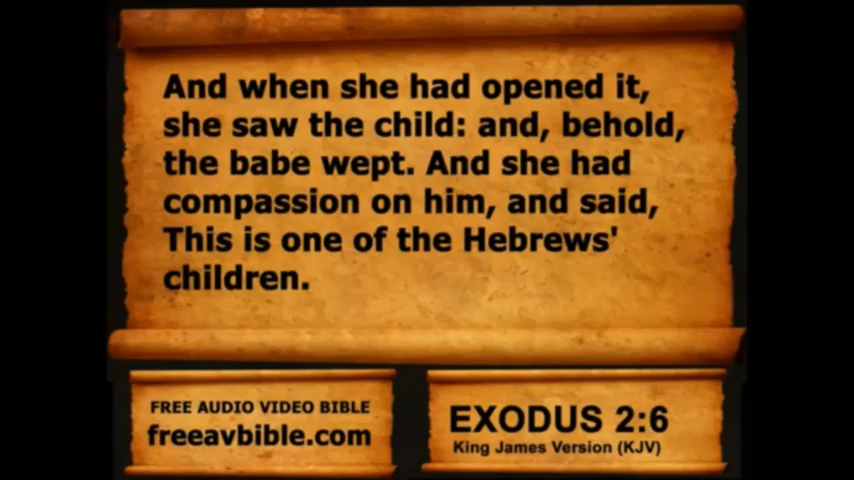 And when she had opened it,
she saw the child: and, behold,
the babe wept. And she had
compassion on him, and said,
This is one of the Hebrews'
children.
FREE AUDIO VIDEO BIBLE
freeavbible.com
EXODUS 2:6
King James Version (KJV)